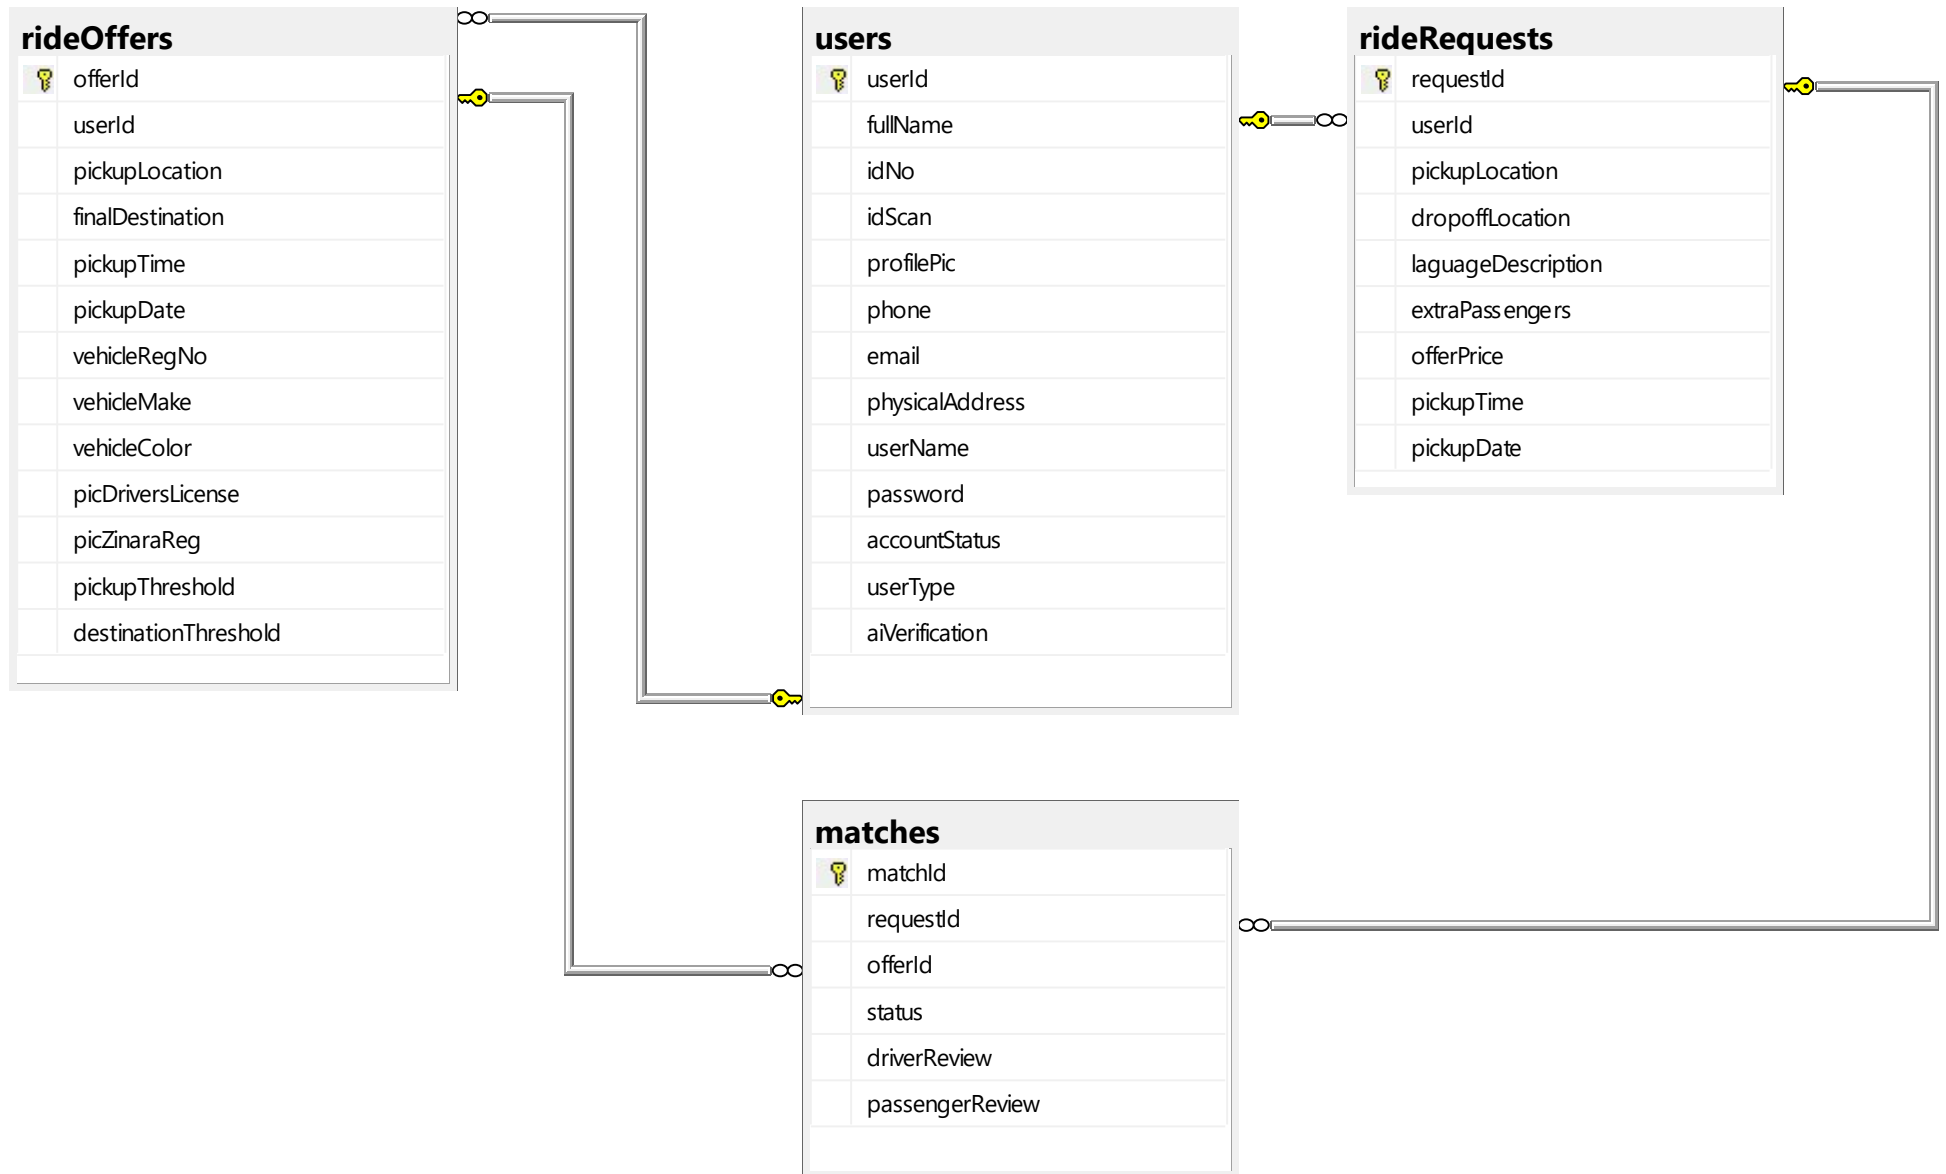 rideOffers
offerId
userId
pickupLocation
finalDestination
pickupTime
pickupDate
vehicleRegNo
vehicleMake
vehicleColor
picDriversLicense
picZinaraReg
pickupThreshold
destinationThreshold
users
userId
fullName
idNo
idScan
profilePic
phone
email
physicalAddress
userName
password
accountStatus
userType
aiVerification
rideRequests
requestId
userId
pickupLocation
dropoffLocation
laguageDescription
extraPassengers
offerPrice
pickupTime
pickupDate
matches
matchId
requestId
offerId
status
driverReview
passengerReview